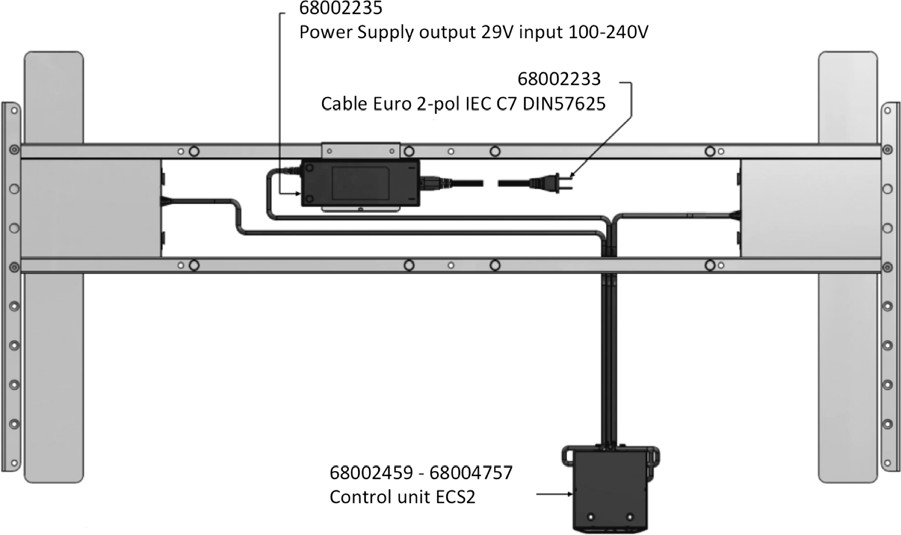 68002235
Power Supply output 29V input 100-240V
68002233
Cable Euro 2-pol IEC C7 DIN57625
68002459 - 68004757
Control unit ECS2